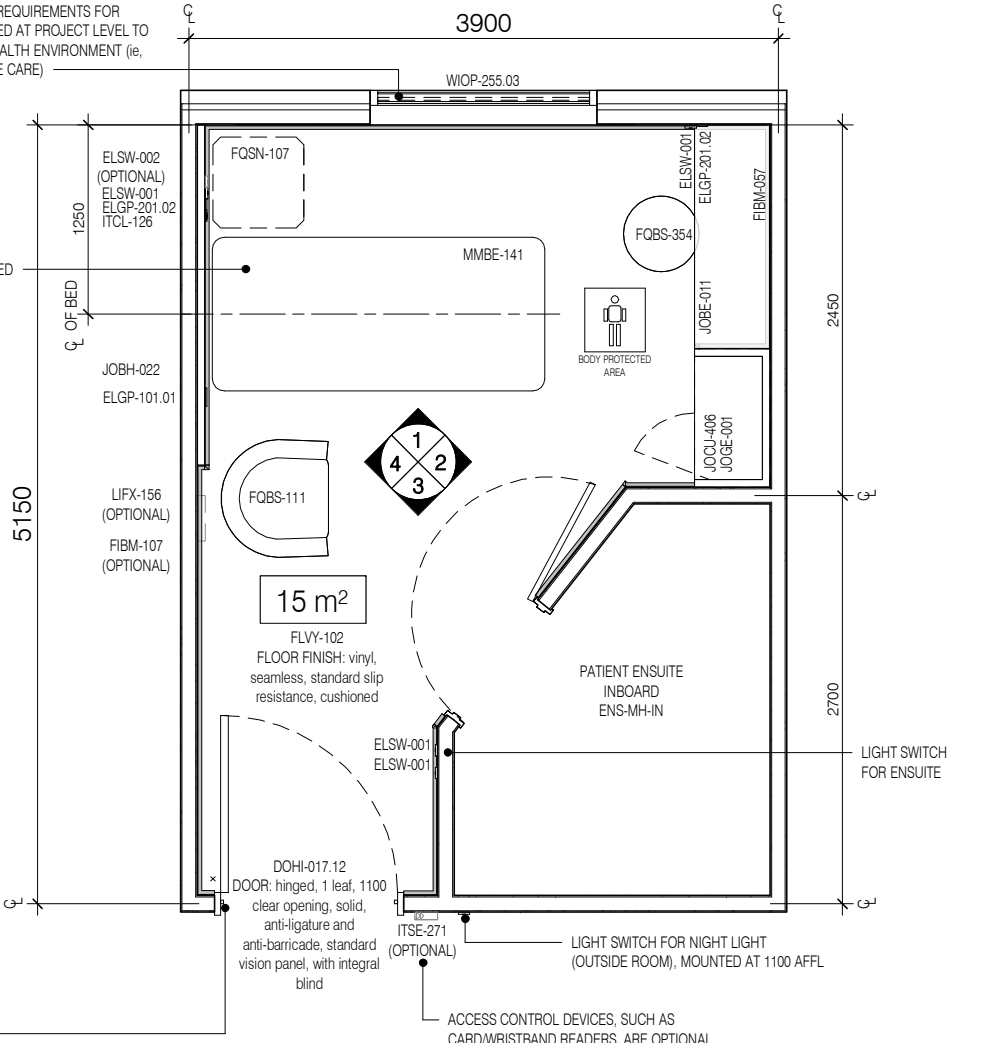 REQUIREMENTS FOR
ED AT PROJECT LEVEL TO
ALTH ENVIRONMENT (ie,
E CARE)
℄
3900
℄
WIOP-255.03
ELSW-002
(OPTIONAL)
ELSW-001
ELGP-201.02
ITCL-126
1250
FQSN-107
ELSW-001
ELGP-201.02
FIBM-057
FQBS-354
MMBE-141
ED
℄ OF BED
JOBE-011
2450
BODY PROTECTED
AREA
JOBH-022
ELGP-101.01
1
4
2
3
JOCU-406
JOGE-001
5150
LIFX-156
(OPTIONAL)
FQBS-111
℄
FIBM-107
(OPTIONAL)
15 m²
FLVY-102
FLOOR FINISH: vinyl,
seamless, standard slip
resistance, cushioned
PATIENT ENSUITE
INBOARD
ENS-MH-IN
2700
ELSW-001
ELSW-001
LIGHT SWITCH
FOR ENSUITE
℄
℄
DOHI-017.12
DOOR: hinged, 1 leaf, 1100
clear opening, solid,
anti-ligature and
anti-barricade, standard
vision panel, with integral
blind
ITSE-271
(OPTIONAL)
LIGHT SWITCH FOR NIGHT LIGHT
(OUTSIDE ROOM), MOUNTED AT 1100 AFFL
ACCESS CONTROL DEVICES, SUCH AS
CARD/WRISTBAND READERS, ARE OPTIONAL